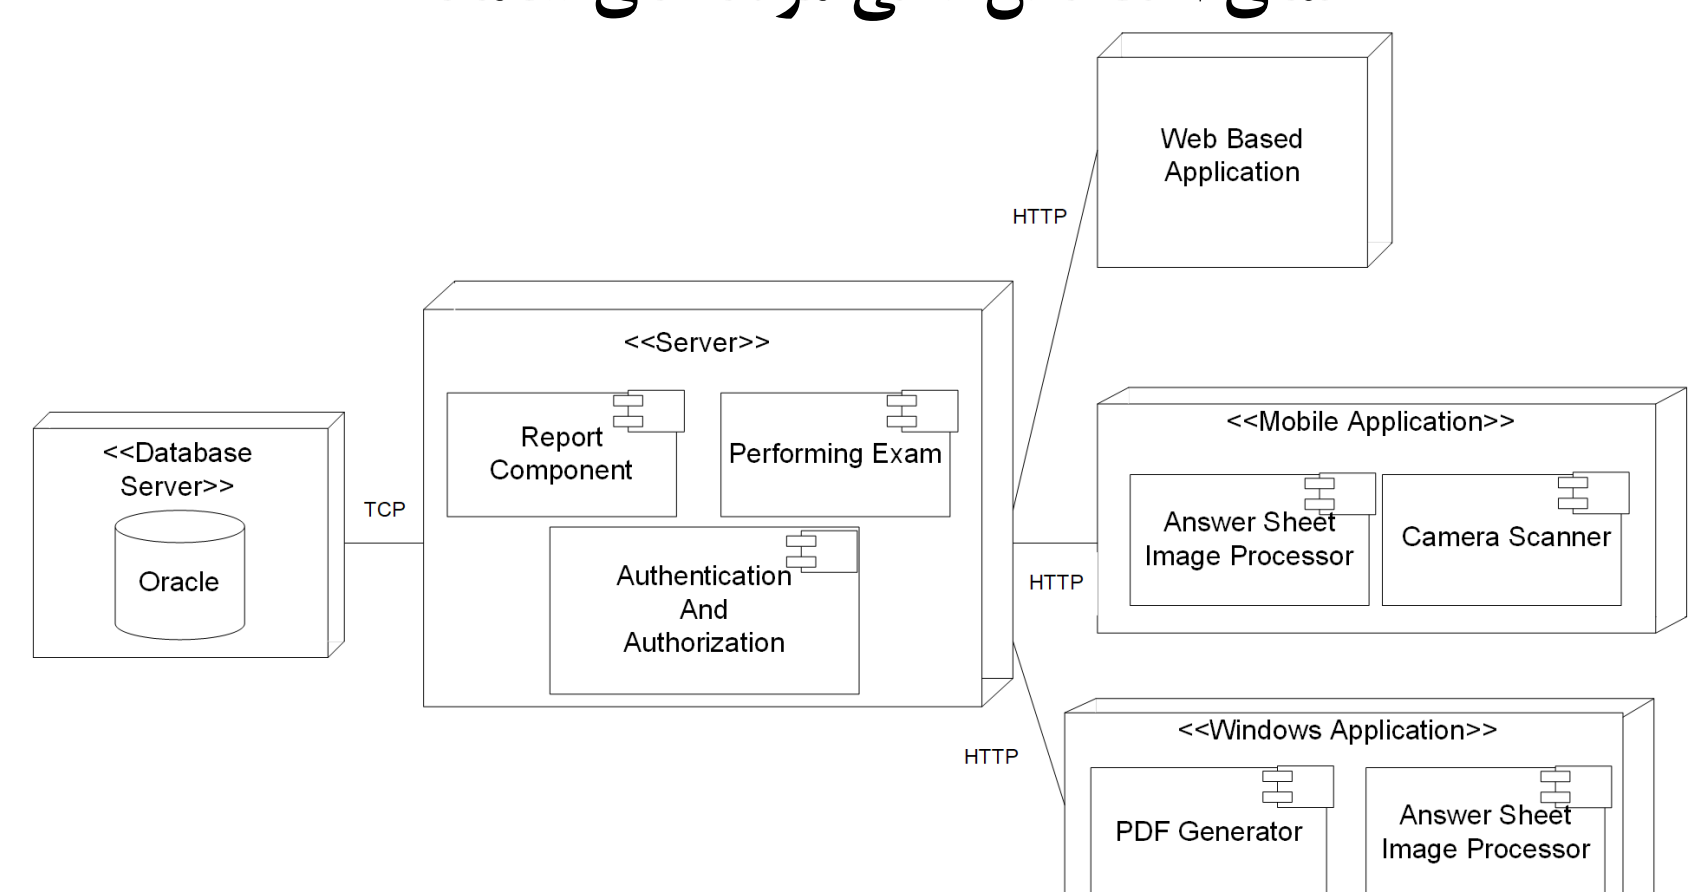 Web Based
Application
HTTP
<<Server>>
Report
Component
Performing Exam
Authentication
And
Authorization
<<Database
Server>>
Oracle
TCP
<<Mobile Application>>
Answer Sheet
Image Processor
Camera Scanner
HTTP
<<Windows Application>>
HTTP
PDF Generator
Answer Sheet
Image Processor